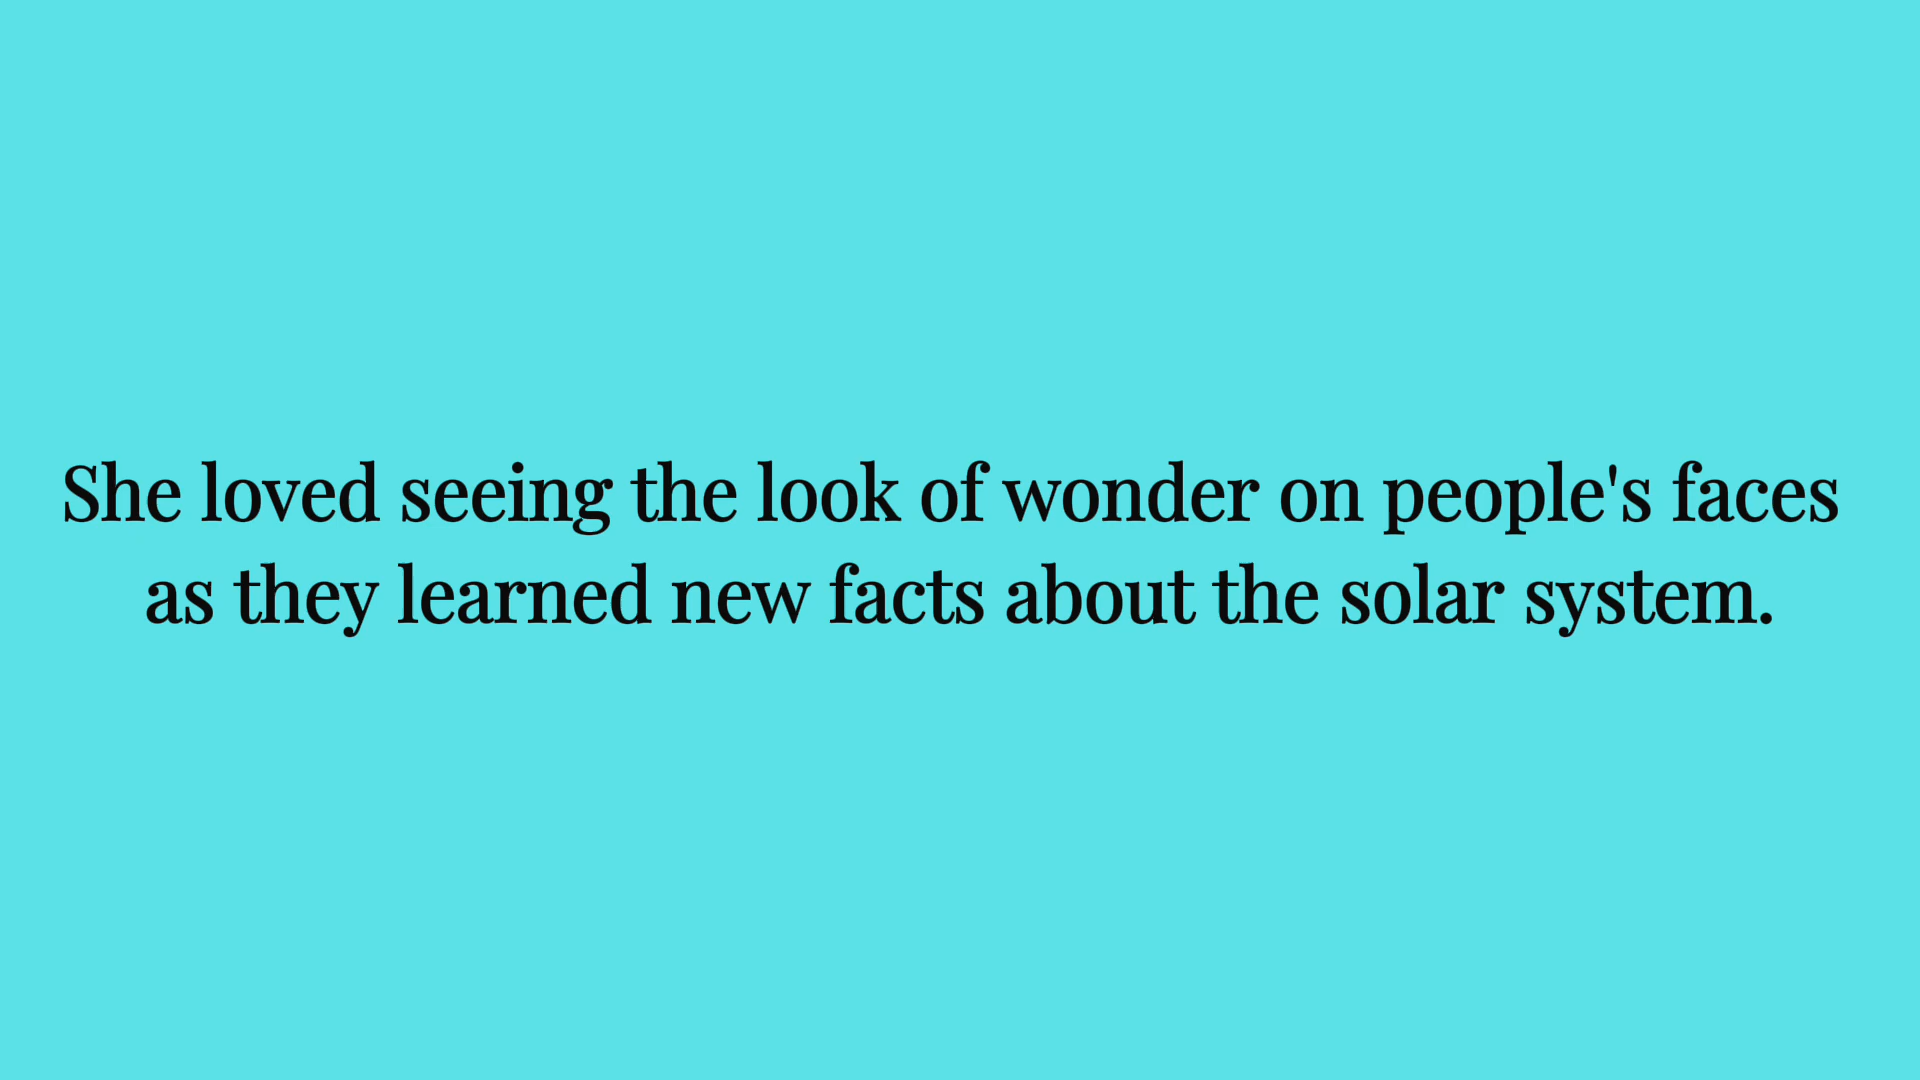 She loved seeing the look of wonder on people's faces
as they learned new facts about the solar system.